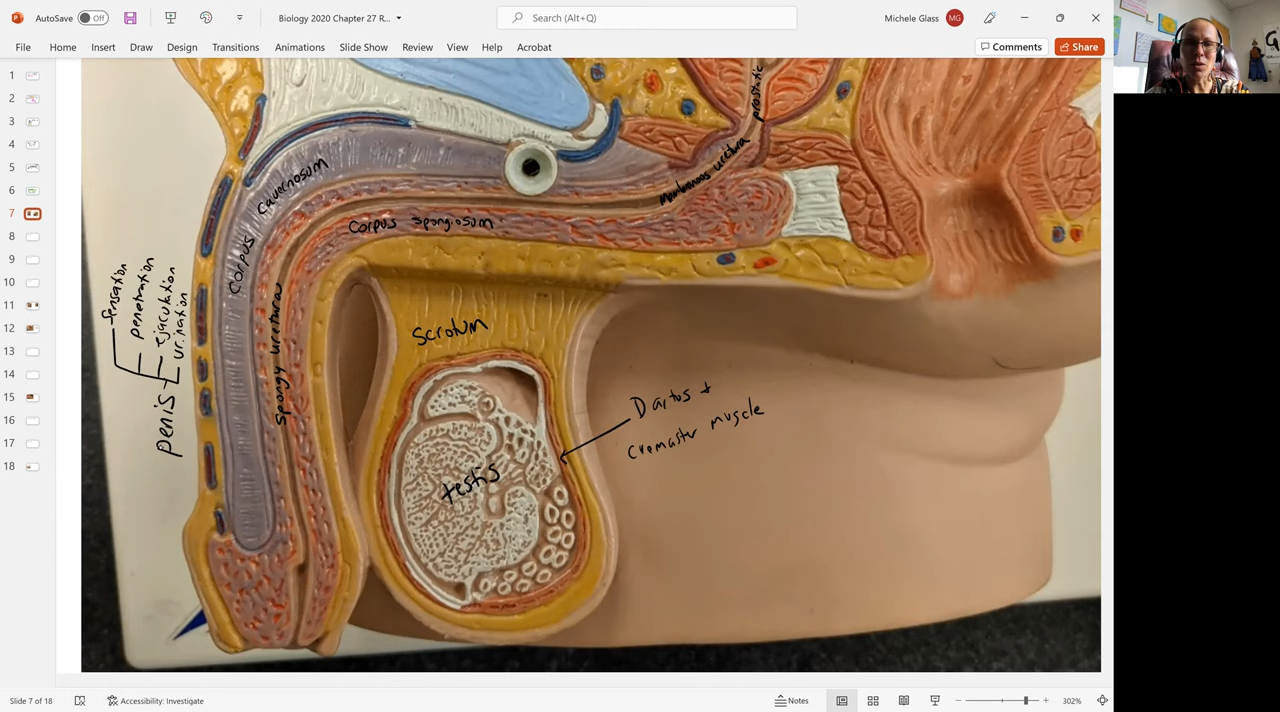 AutoSave
Off
Biology 2020 Chapter 27 R...
Search (Alt+Q)
Michele Glass
MG
File
Home
Insert
Draw
Design
Transitions
Animations
Slide Show
Review
View
Help
Acrobat
Comments
Share
1
2
3
4
5
6
7
8
9
10
11
12
13
14
15
16
17
18
prostatic
Membranous uretura
Corpus cavernosum
Corpus spongiosum
Spongy uretura
sensation
penetration
ejaculation
urination
penis
Scrotum
testis
Dartus +
cremaster muscle
Slide 7 of 18
Accessibility: Investigate
Notes
302%